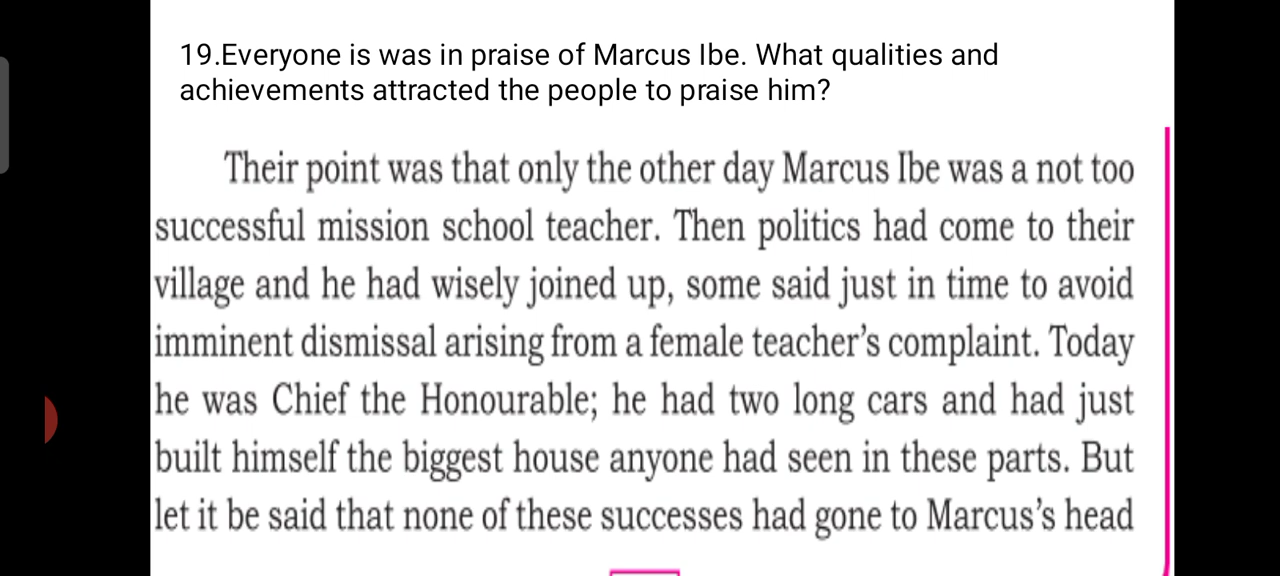 19.Everyone is was in praise of Marcus Ibe. What qualities and
achievements attracted the people to praise him?
Their point was that only the other day Marcus Ibe was a not too
successful mission school teacher. Then politics had come to their
village and he had wisely joined up, some said just in time to avoid
imminent dismissal arising from a female teacher's complaint. Today
he was Chief the Honourable; he had two long cars and had just
built himself the biggest house anyone had seen in these parts. But
let it be said that none of these successes had gone to Marcus's head